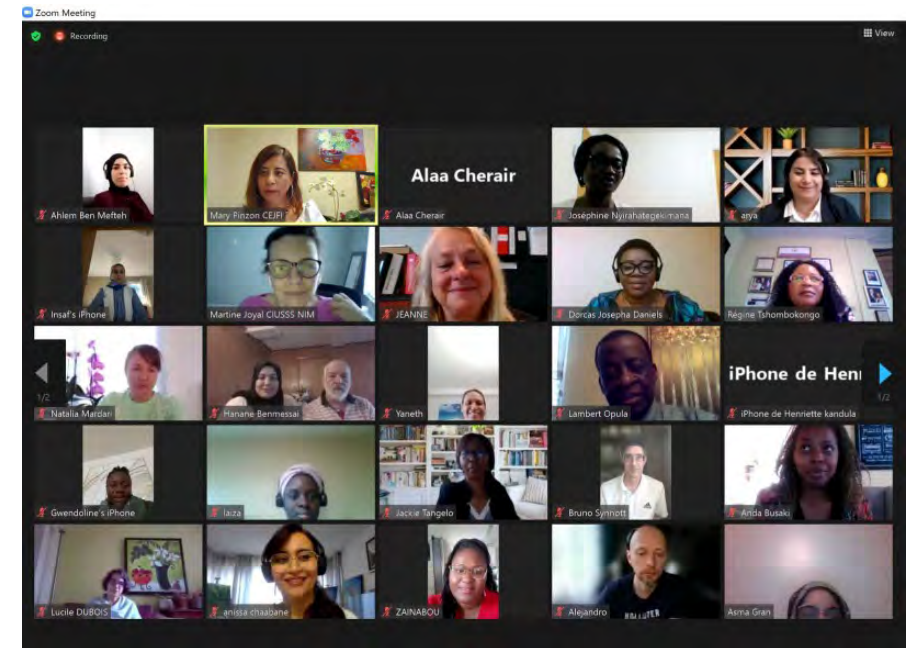 Zoom Meeting
Recording
View
Ahlem Ben Mefteh
Mary Pinzon CEJFI
Alaa Cherair
Alaa Cherair
Joséphine Nyirahategekimana
arya
Insaf's iPhone
Martine Joyal CIUSSS NIM
JEANNE
Dorcas Josepha Daniels
Régine Tshombokongo
1/2
Natalia Mardari
Hanane Benmessai
Yaneth
Lambert Opula
iPhone de Hen
iPhone de Henriette kandula
1/2
Gwendoline's iPhone
laiza
Jackie Tangelo
Bruno Synnott
Anda Busaki
Lucile DUBOIS
anissa chaabane
ZAINABOU
Alejandro
HOLLISTER
Asma Gran